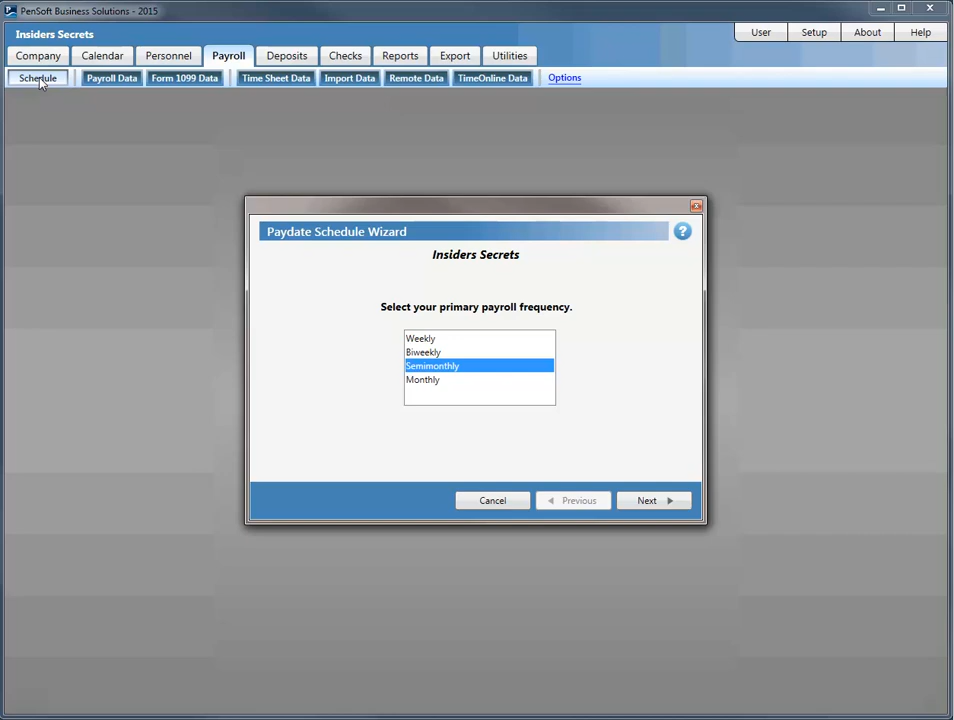 PenSoft Business Solutions - 2015
Insiders Secrets
User Setup About Help
Company Calendar Personnel Payroll Deposits Checks Reports Export Utilities
Schedule Payroll Data Form 1099 Data Time Sheet Data Import Data Remote Data TimeOnline Data Options
Paydate Schedule Wizard ?
Insiders Secrets
Select your primary payroll frequency.
Weekly
Biweekly
Semimonthly
Monthly
Cancel Previous Next